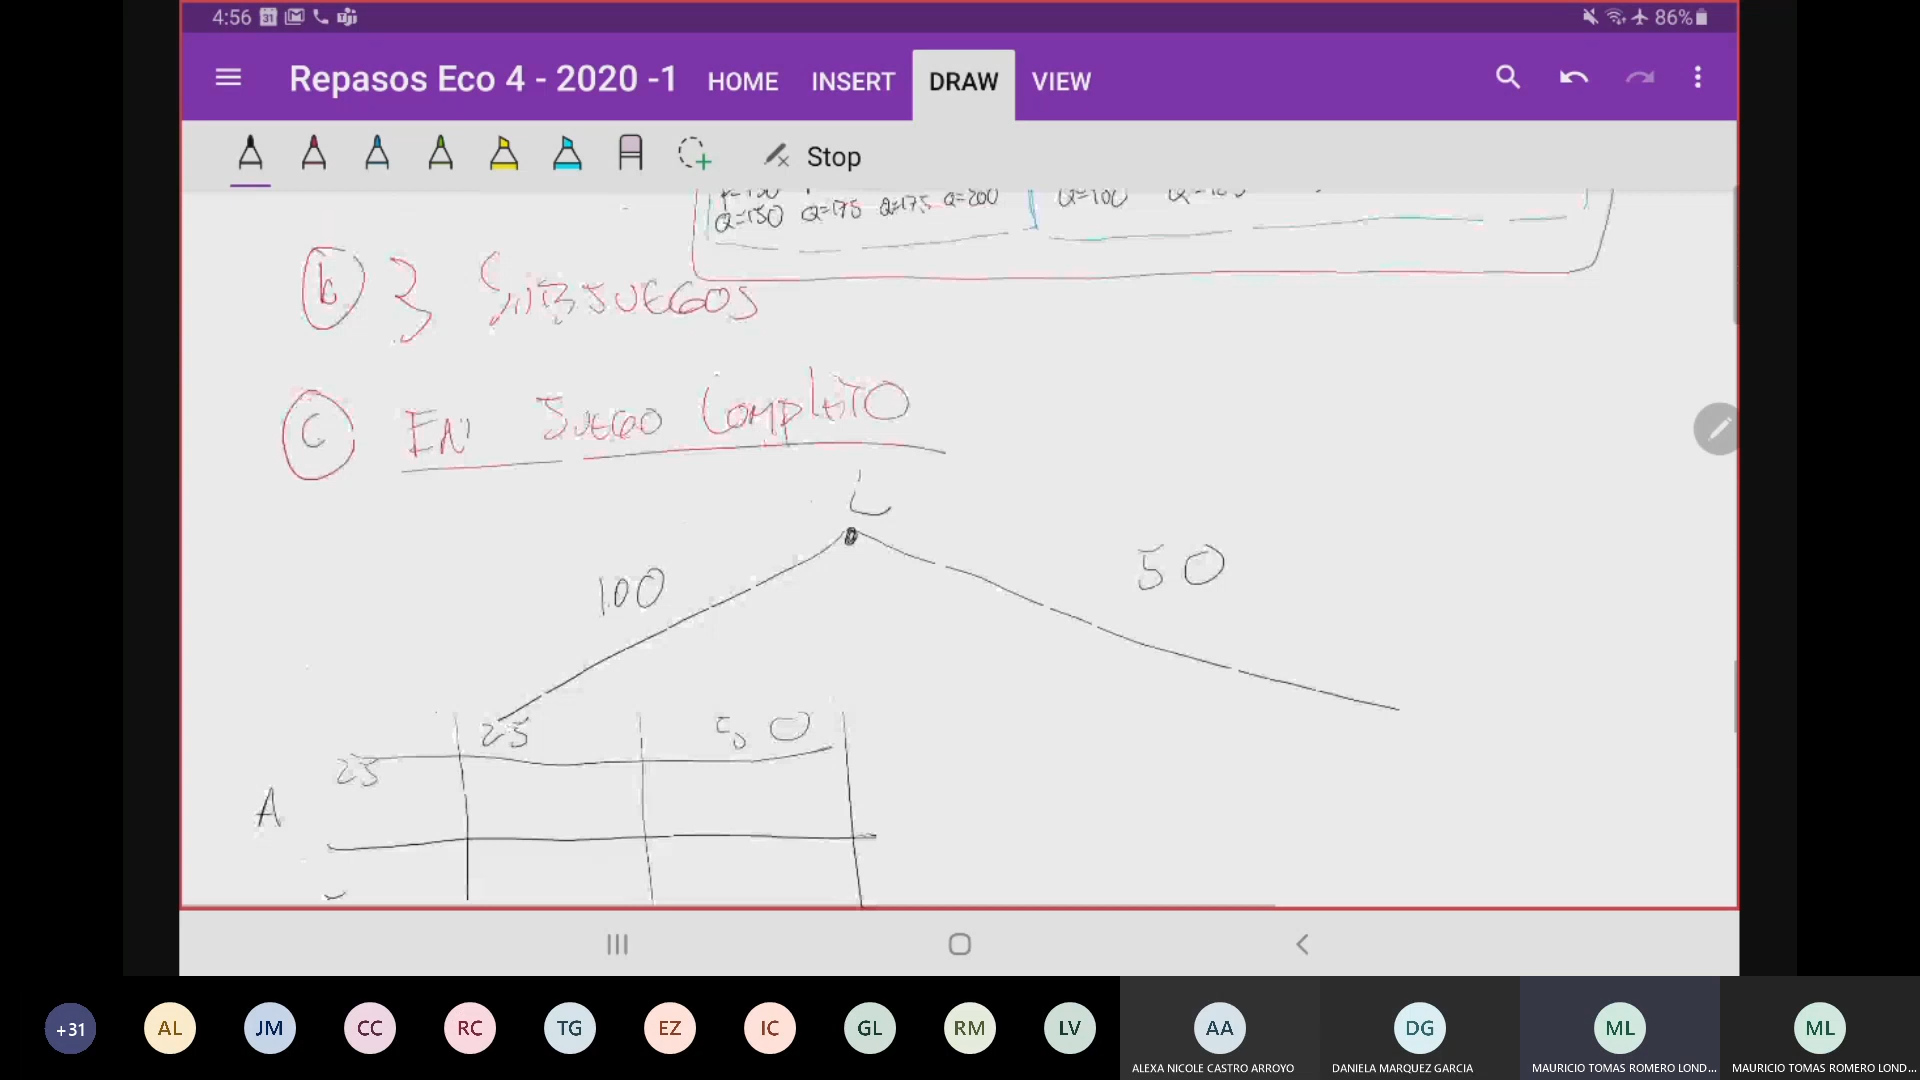 4:56 86%
Repasos Eco 4 - 2020 -1 HOME INSERT DRAW VIEW
Stop
Q=150 Q=175 Q=175 Q=200 Q=100
b 3 SUBJUEGOS
c EN JUEGO COMPLETO
L
100 50
25 50
25
A
+31 AL JM CC RC TG EZ IC GL RM LV AA DG ML ML
ALEXA NICOLE CASTRO ARROYO DANIELA MARQUEZ GARCIA MAURICIO TOMAS ROMERO LOND... MAURICIO TOMAS ROMERO LOND...